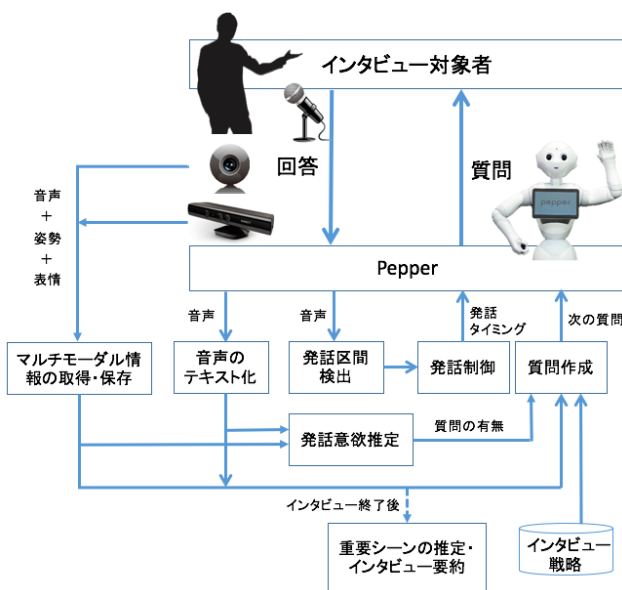 インタビュー対象者
回答
質問
音声
+
姿勢
+
表情
pepper
Pepper
音声
音声
発話
タイミング
次の質問
マルチモーダル情
報の取得・保存
音声の
テキスト化
発話区間
検出
発話制御
質問作成
発話意欲推定
質問の有無
インタビュー終了後
重要シーンの推定・
インタビュー要約
インタビュー
戦略